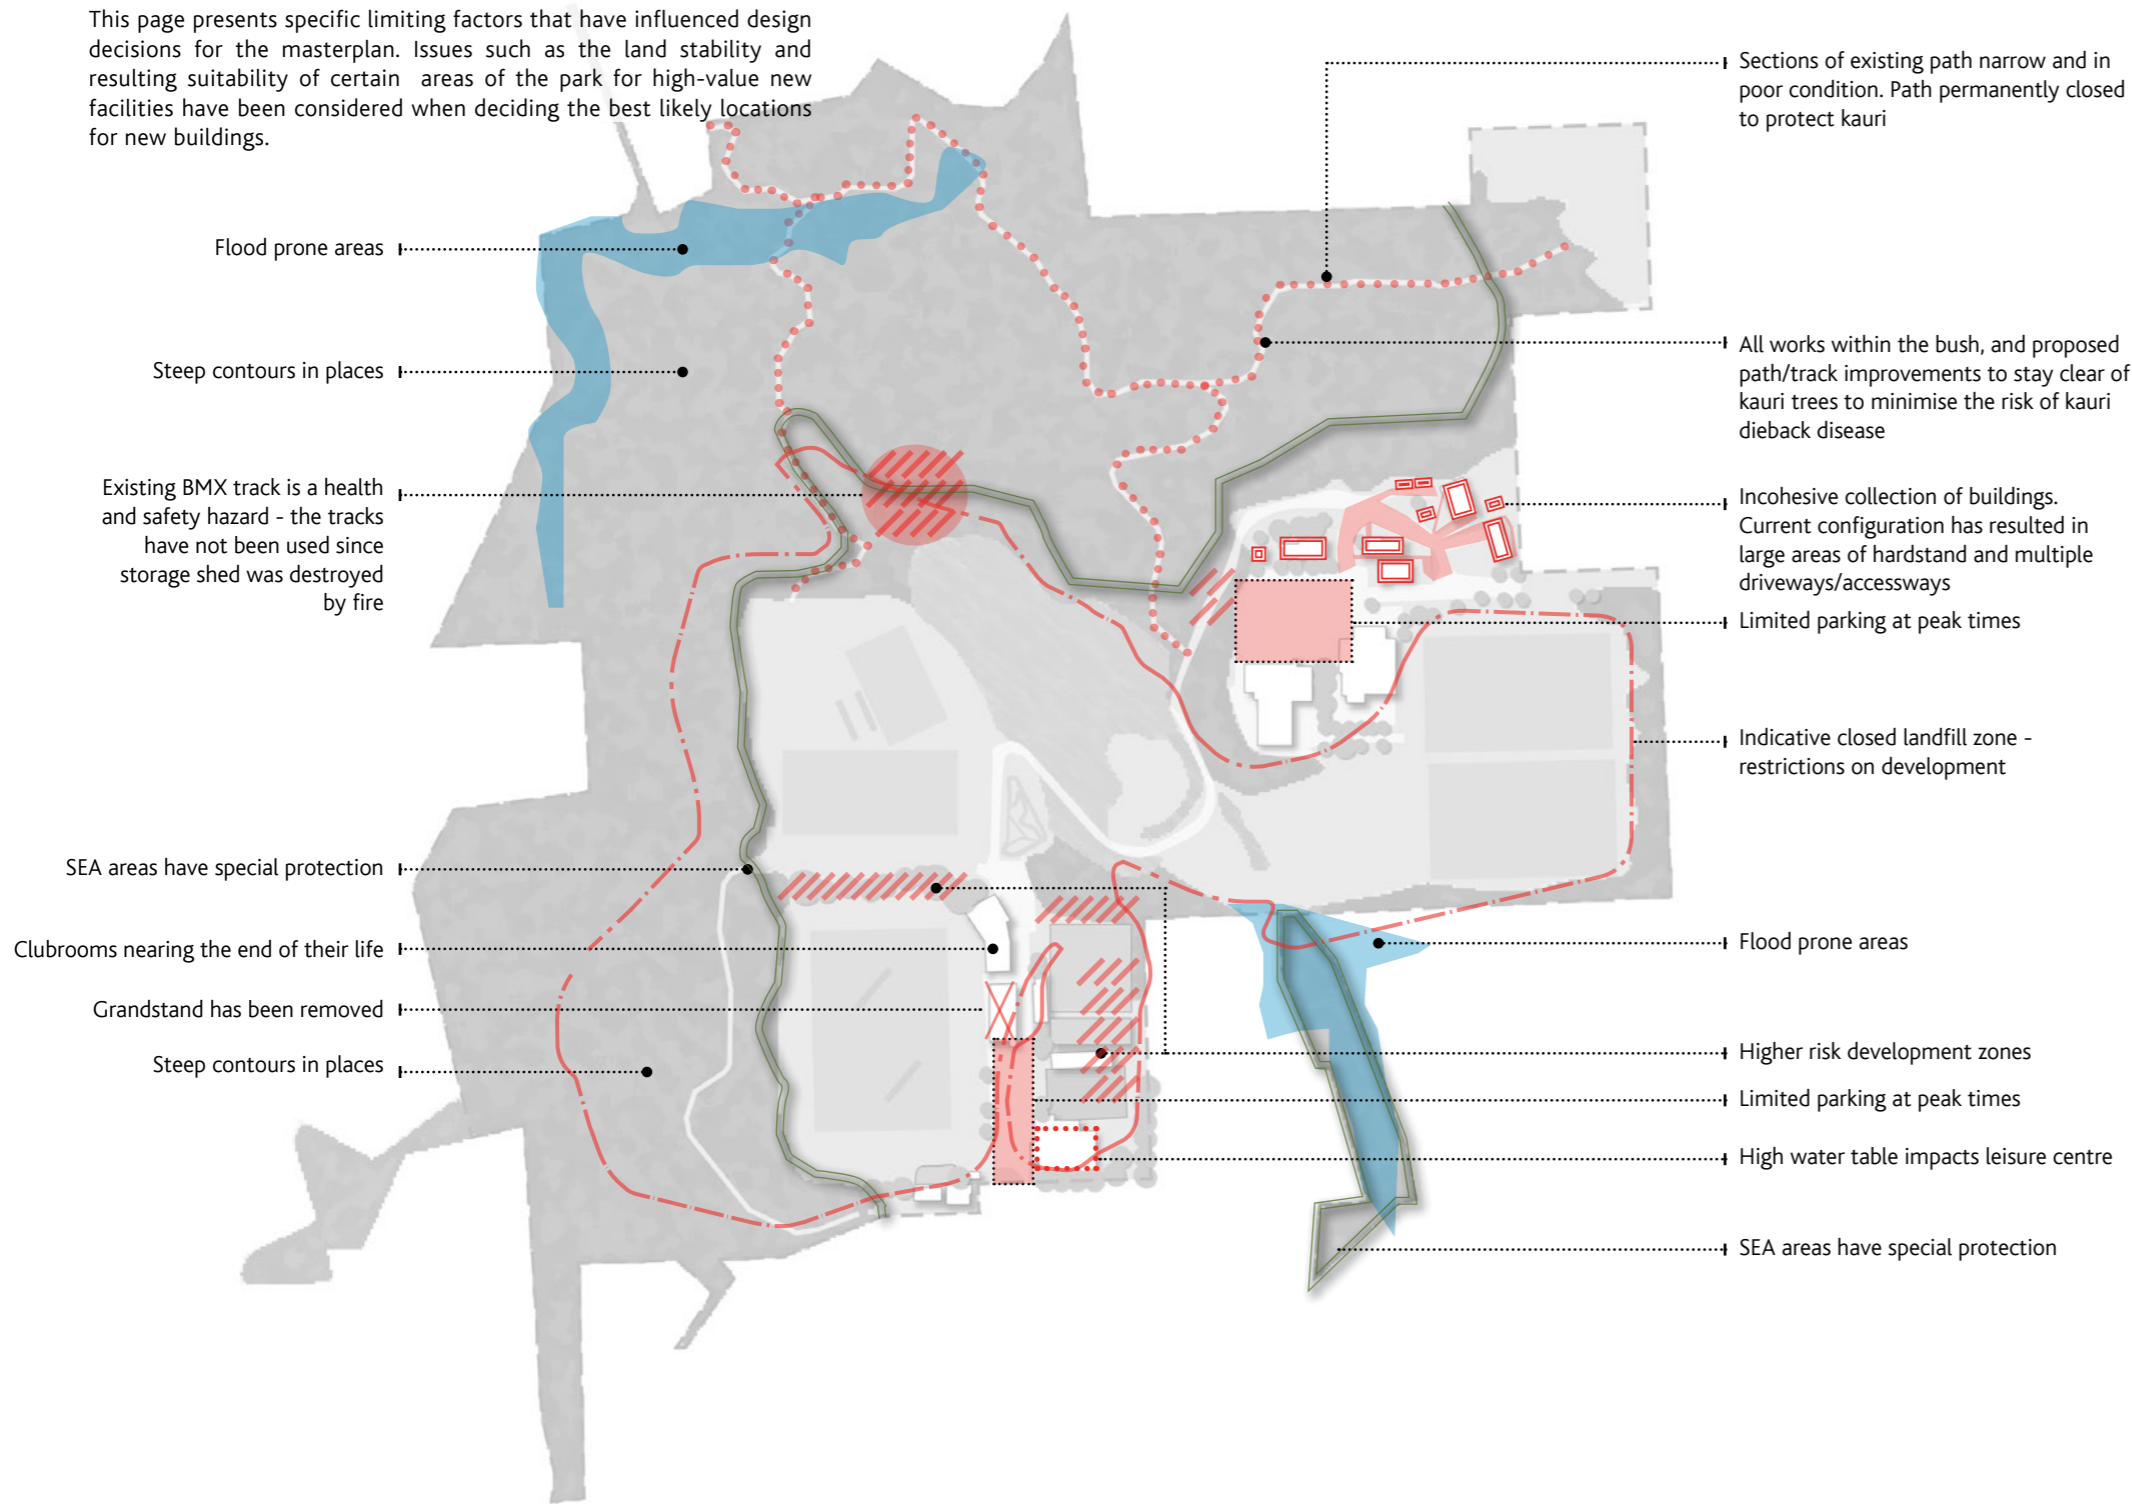 This page presents specific limiting factors that have influenced design
decisions for the masterplan. Issues such as the land stability and
resulting suitability of certain areas of the park for high-value new
facilities have been considered when deciding the best likely locations
for new buildings.
Flood prone areas
Steep contours in places
Existing BMX track is a health
and safety hazard - the tracks
have not been used since
storage shed was destroyed
by fire
SEA areas have special protection
Clubrooms nearing the end of their life
Grandstand has been removed
Steep contours in places
Sections of existing path narrow and in
poor condition. Path permanently closed
to protect kauri
All works within the bush, and proposed
path/track improvements to stay clear of
kauri trees to minimise the risk of kauri
dieback disease
Incohesive collection of buildings.
Current configuration has resulted in
large areas of hardstand and multiple
driveways/accessways
Limited parking at peak times
Indicative closed landfill zone -
restrictions on development
Flood prone areas
Higher risk development zones
Limited parking at peak times
High water table impacts leisure centre
SEA areas have special protection